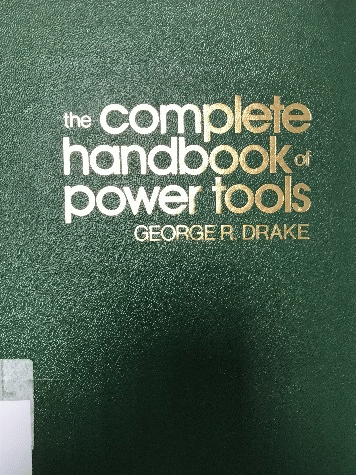 the complete
handbook of
power tools
GEORGE R. DRAKE